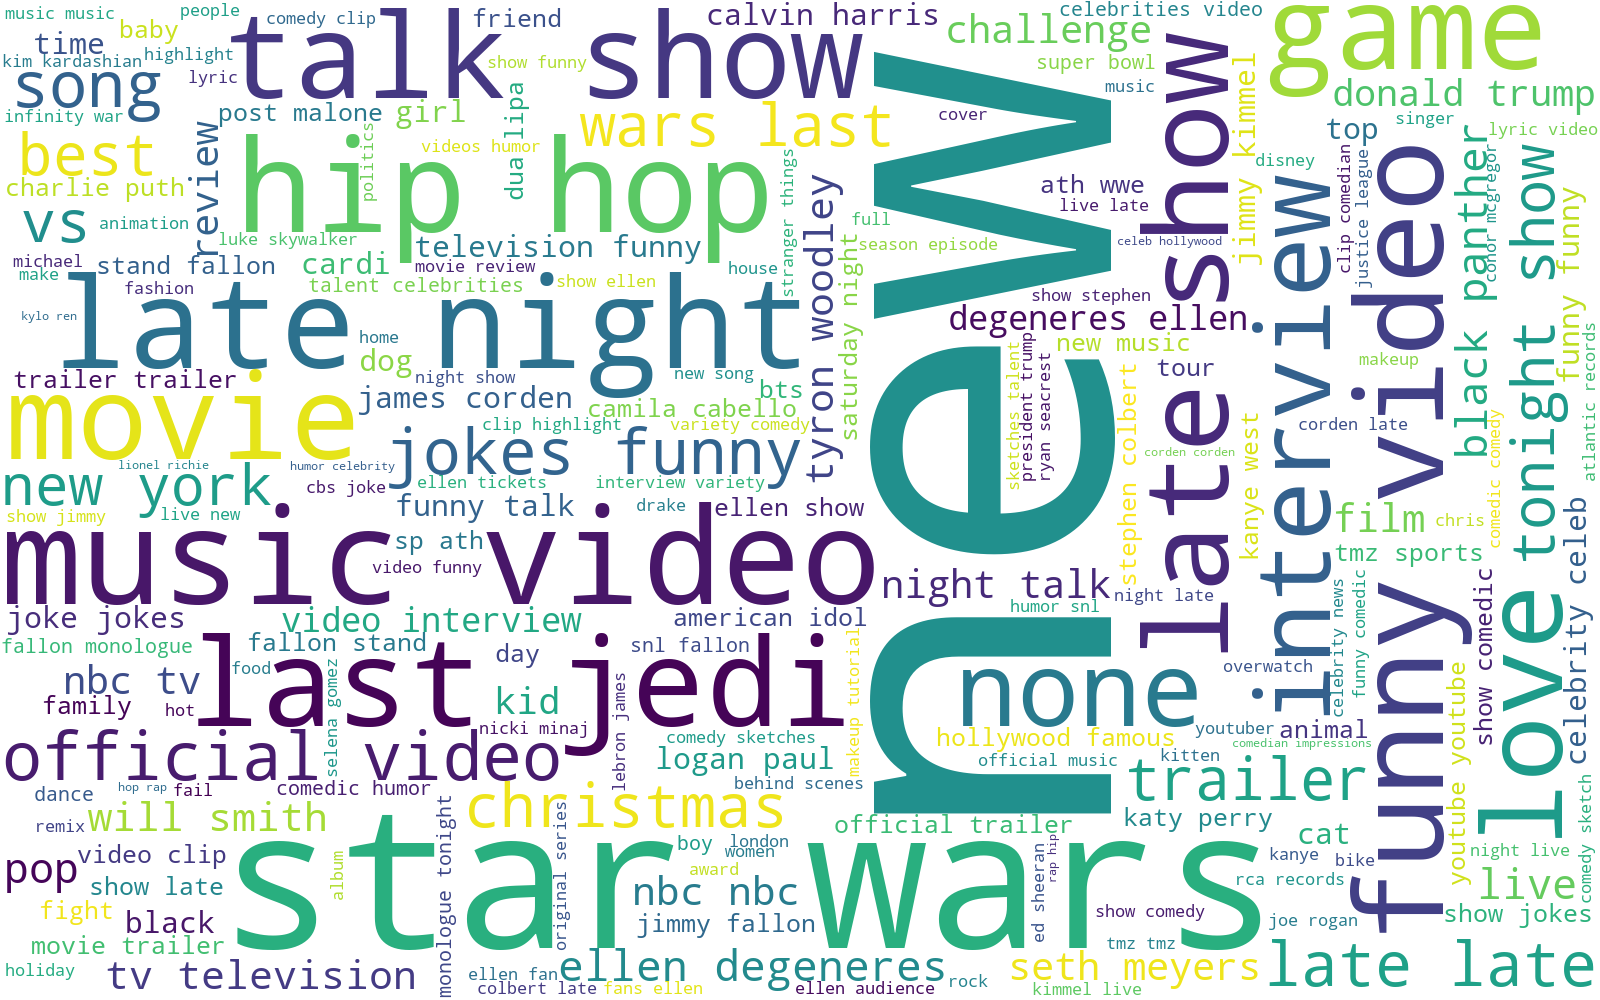 music music
people
comedy clip
friend
calvin harris
celebrities video
game
time
baby
talk show
challenge
kim kardashian
highlight
lyric
show funny
super bowl
song
music
donald trump
infinity war
post malone
girl
dua lipa
wars last
cover
new
late show
jimmy kimmel
top
singer
lyric video
best
review
hip hop
politics
videos humor
disney
clip comedian
justice league
black panther
conor mcgregor
love tonight show
funny funny
charlie puth
stranger things
tyron woodley
ath wwe
live late
vs
animation
luke skywalker
television funny
full
season episode
celeb hollywood
interview
funny video
michael
make
stand fallon
fashion
cardi
movie review
talent celebrities
show ellen
house
saturday night
show stephen
degeneres ellen
kylo ren
late night
home
dog
night show
new song
bts
sketches talent
president trump
ryan seacrest
new music
tour
makeup
trailer trailer
movie
james corden
camila cabello
clip highlight
variety comedy
stephen colbert
kanye west
corden late
comedic comedy
atlantic records
jokes funny
corden corden
lionel richie
humor celebrity
new york
cbs joke
ellen tickets
interview variety
show jimmy
live new
funny talk
drake
ellen show
film
chris
celebrity celeb
music video
sp ath
video funny
tmz sports
night talk
night late
humor snl
celebrity news
funny comedic
show comedic
joke jokes
video interview
american idol
fallon monologue
fallon stand
snl fallon
day
makeup tutorial
last jedi
food
selena gomez
none
overwatch
nbc tv
kid
family
hot
nicki minaj
lebron james
youtuber
animal
youtube youtube
official video
comedy sketches
hollywood famous
comedian impressions
logan paul
official music
kitten
dance
hop rap
fail
comedic humor
behind scenes
trailer
comedy sketch
remix
will smith
monologue tonight
christmas
original series
official trailer
katy perry
cat
pop
video clip
star wars
boy
london
women
ed sheeran
rap hip
kanye
bike
night live
show late
album
award
nbc nbc
rca records
live
fight
black
jimmy fallon
show comedy
joe rogan
show jokes
movie trailer
tmz tmz
holiday
tv television
ellen fan
ellen degeneres
rock
seth meyers
late late
colbert late
fans ellen
ellen audience
kimmel live